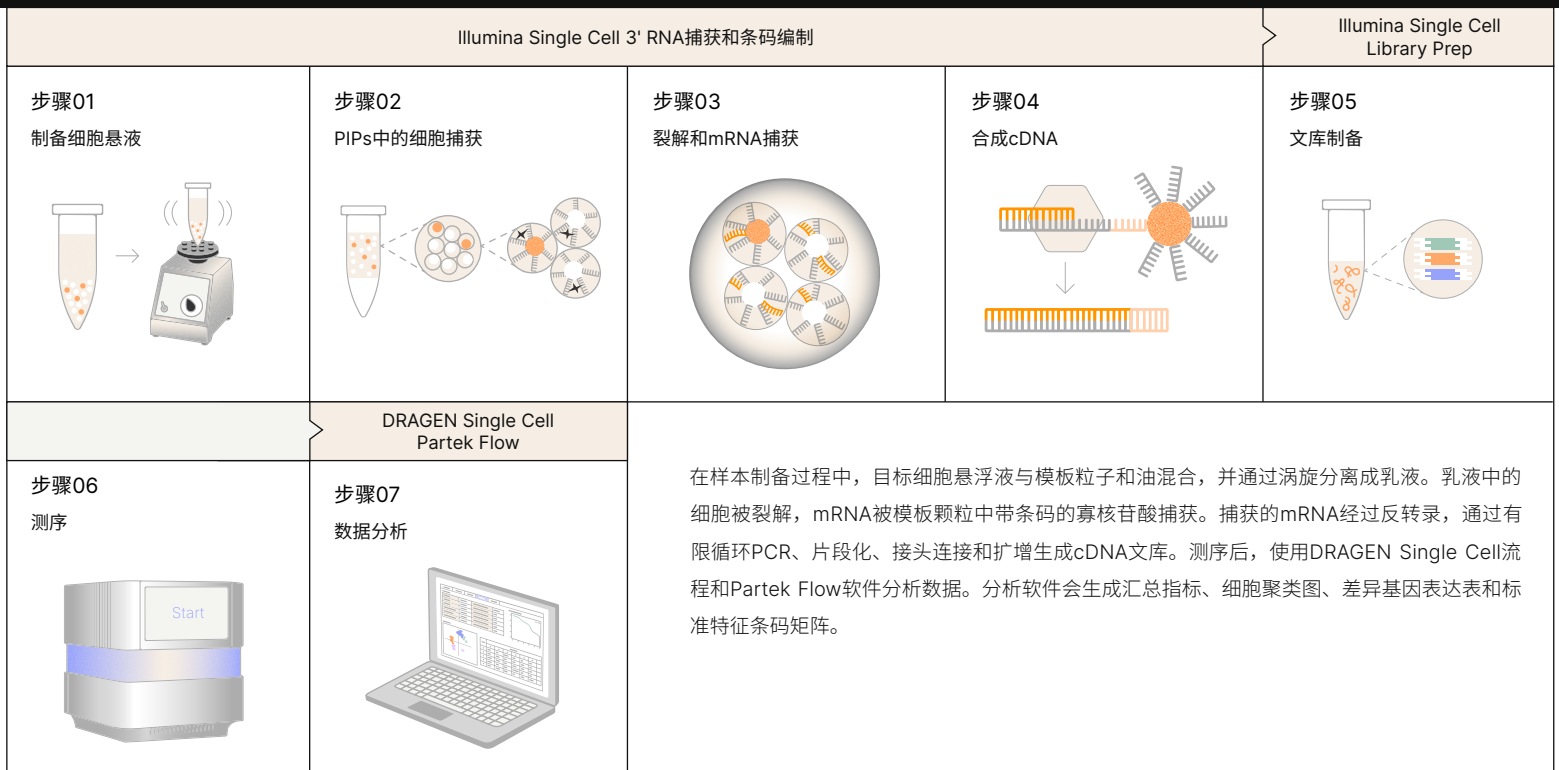 Illumina Single Cell 3' RNA捕获和条码编制
Illumina Single Cell
Library Prep
步骤01
制备细胞悬液
步骤02
PIPs中的细胞捕获
步骤03
裂解和mRNA捕获
步骤04
合成cDNA
步骤05
文库制备
DRAGEN Single Cell
Partek Flow
步骤06
测序
Start
步骤07
数据分析
在样本制备过程中，目标细胞悬浮液与模板粒子和油混合，并通过涡旋分离成乳液。乳液中的
细胞被裂解，mRNA被模板颗粒中带条码的寡核苷酸捕获。捕获的mRNA经过反转录，通过有
限循环PCR、片段化、接头连接和扩增生成cDNA文库。测序后，使用DRAGEN Single Cell流
程和Partek Flow软件分析数据。分析软件会生成汇总指标、细胞聚类图、差异基因表达表和标
准特征条码矩阵。